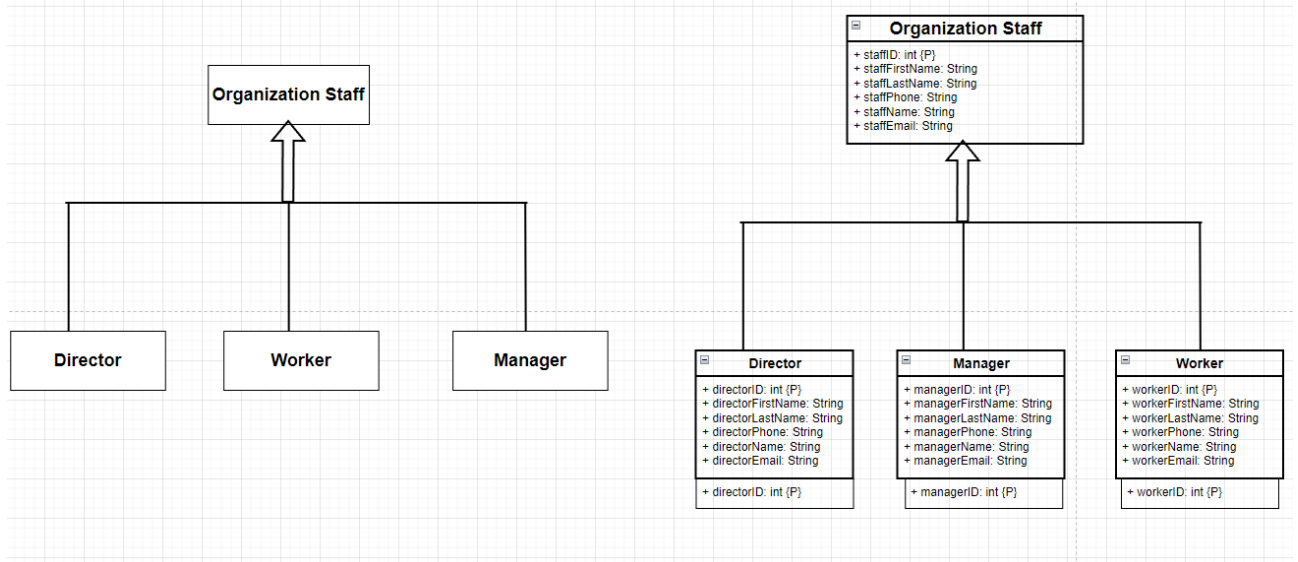 Organization Staff
Director
Worker
Manager
Organization Staff
+ staffID: int {P}
+ staffFirstName: String
+ staffLastName: String
+ staffPhone: String
+ staffName: String
+ staffEmail: String
Director
+ directorID: int {P}
+ directorFirstName: String
+ directorLastName: String
+ directorPhone: String
+ directorName: String
+ directorEmail: String
+ directorID: int {P}
Manager
+ managerID: int {P}
+ managerFirstName: String
+ managerLastName: String
+ managerPhone: String
+ managerName: String
+ managerEmail: String
+ managerID: int {P}
Worker
+ workerID: int {P}
+ workerFirstName: String
+ workerLastName: String
+ workerPhone: String
+ workerName: String
+ workerEmail: String
+ workerID: int {P}